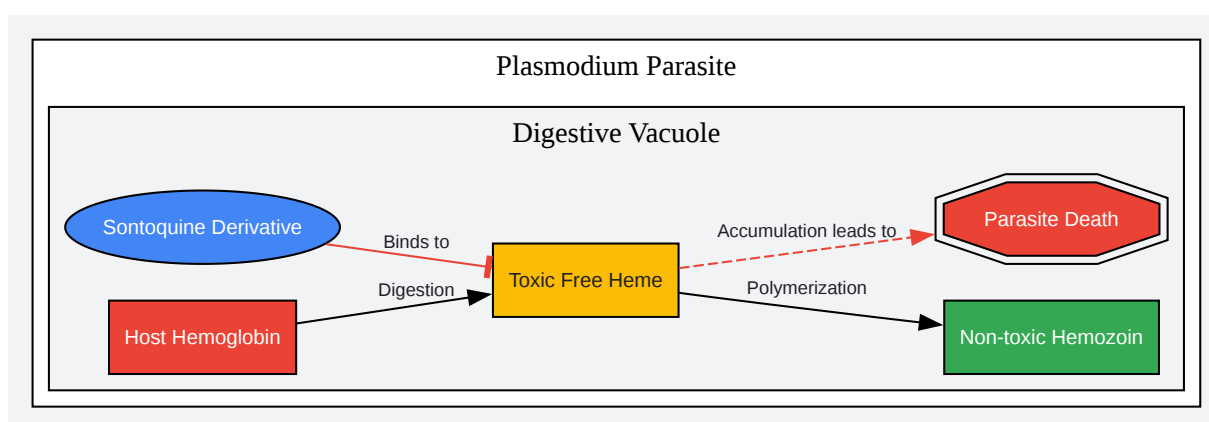 Plasmodium Parasite
Digestive Vacuole
Sontoquine Derivative
Binds to
Accumulation leads to
Parasite Death
Toxic Free Heme
Digestion
Polymerization
Host Hemoglobin
Non-toxic Hemozoin